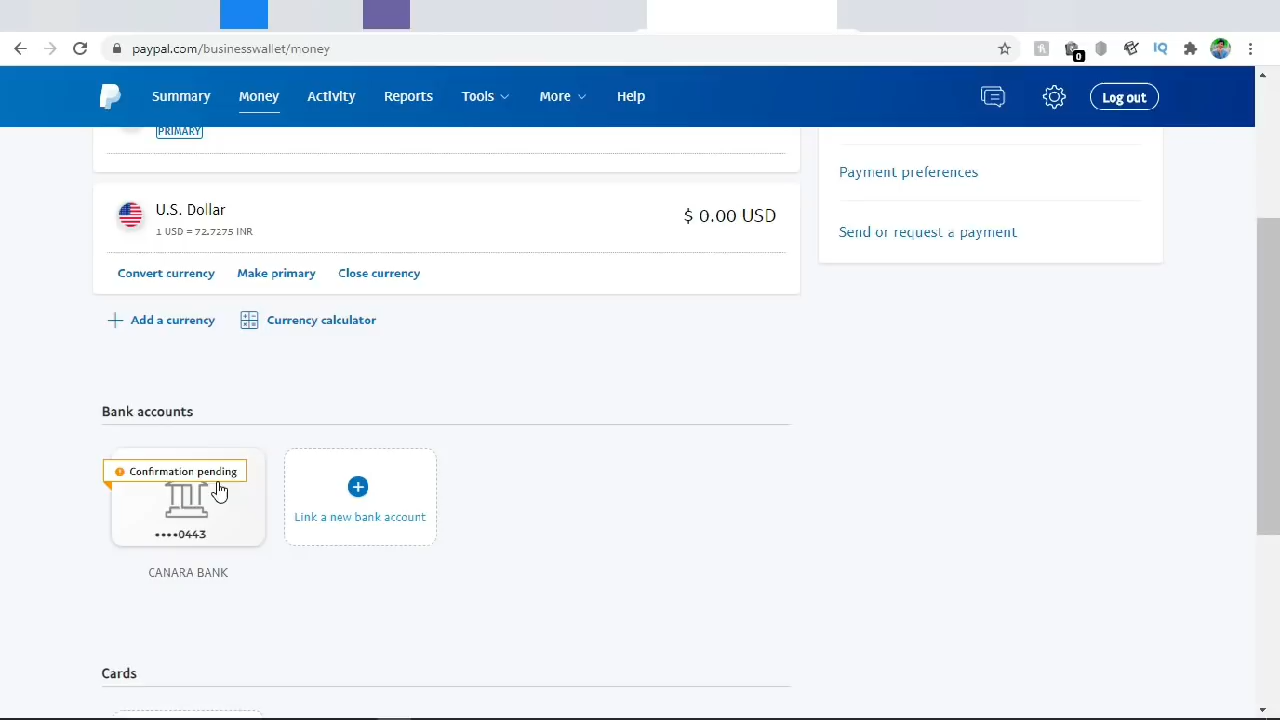 paypal.com/businesswallet/money
IQ
0
Summary Money Activity Reports Tools More Help Log out
PRIMARY
Payment preferences
U.S. Dollar
$ 0.00 USD
1 USD = 72.7275 INR
Send or request a payment
Convert currency Make primary Close currency
Add a currency Currency calculator
Bank accounts
Confirmation pending
Link a new bank account
••••0443
CANARA BANK
Cards